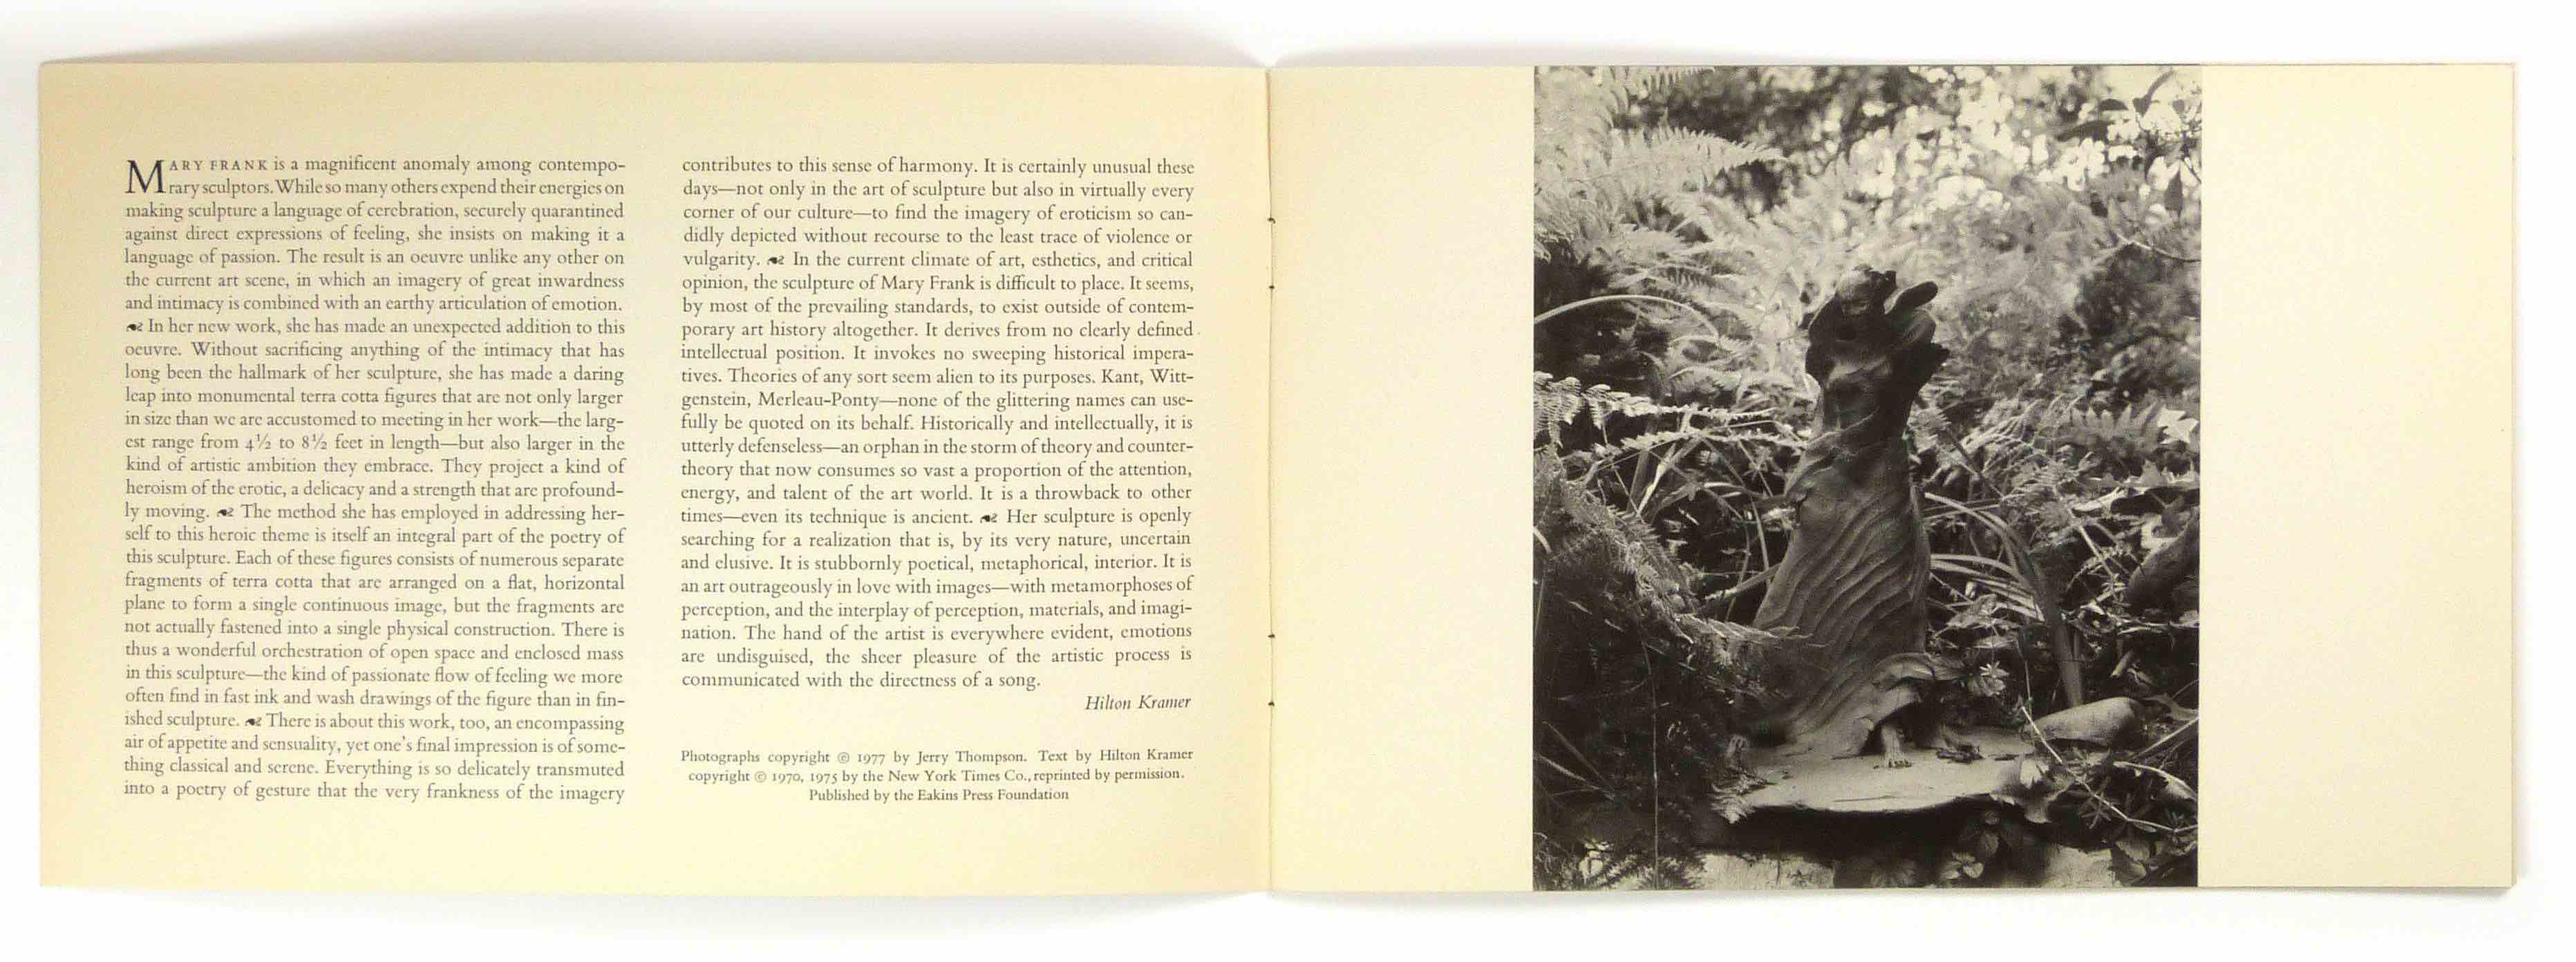 MARY FRANK is a magnificent anomaly among contempo-
rary sculptors. While so many others expend their energies on
making sculpture a language of cerebration, securely quarantined
against direct expressions of feeling, she insists on making it a
language of passion. The result is an oeuvre unlike any other on
the current art scene, in which an imagery of great inwardness
and intimacy is combined with an earthy articulation of emotion.
❧ In her new work, she has made an unexpected addition to this
oeuvre. Without sacrificing anything of the intimacy that has
long been the hallmark of her sculpture, she has made a daring
leap into monumental terra cotta figures that are not only larger
in size than we are accustomed to meeting in her work—the larg-
est range from 4½ to 8½ feet in length—but also larger in the
kind of artistic ambition they embrace. They project a kind of
heroism of the erotic, a delicacy and a strength that are profound-
ly moving. ❧ The method she has employed in addressing her-
self to this heroic theme is itself an integral part of the poetry of
this sculpture. Each of these figures consists of numerous separate
fragments of terra cotta that are arranged on a flat, horizontal
plane to form a single continuous image, but the fragments are
not actually fastened into a single physical construction. There is
thus a wonderful orchestration of open space and enclosed mass
in this sculpture—the kind of passionate flow of feeling we more
often find in fast ink and wash drawings of the figure than in fin-
ished sculpture. ❧ There is about this work, too, an encompassing
air of appetite and sensuality, yet one's final impression is of some-
thing classical and serene. Everything is so delicately transmuted
into a poetry of gesture that the very frankness of the imagery
contributes to this sense of harmony. It is certainly unusual these
days—not only in the art of sculpture but also in virtually every
corner of our culture—to find the imagery of eroticism so can-
didly depicted without recourse to the least trace of violence or
vulgarity. ❧ In the current climate of art, esthetics, and critical
opinion, the sculpture of Mary Frank is difficult to place. It seems,
by most of the prevailing standards, to exist outside of contem-
porary art history altogether. It derives from no clearly defined
intellectual position. It invokes no sweeping historical impera-
tives. Theories of any sort seem alien to its purposes. Kant, Witt-
genstein, Merleau-Ponty—none of the glittering names can use-
fully be quoted on its behalf. Historically and intellectually, it is
utterly defenseless—an orphan in the storm of theory and counter-
theory that now consumes so vast a proportion of the attention,
energy, and talent of the art world. It is a throwback to other
times—even its technique is ancient. ❧ Her sculpture is openly
searching for a realization that is, by its very nature, uncertain
and elusive. It is stubbornly poetical, metaphorical, interior. It is
an art outrageously in love with images—with metamorphoses of
perception, and the interplay of perception, materials, and imagi-
nation. The hand of the artist is everywhere evident, emotions
are undisguised, the sheer pleasure of the artistic process is
communicated with the directness of a song.
Hilton Kramer
Photographs copyright © 1977 by Jerry Thompson. Text by Hilton Kramer
copyright © 1970, 1975 by the New York Times Co., reprinted by permission.
Published by the Eakins Press Foundation